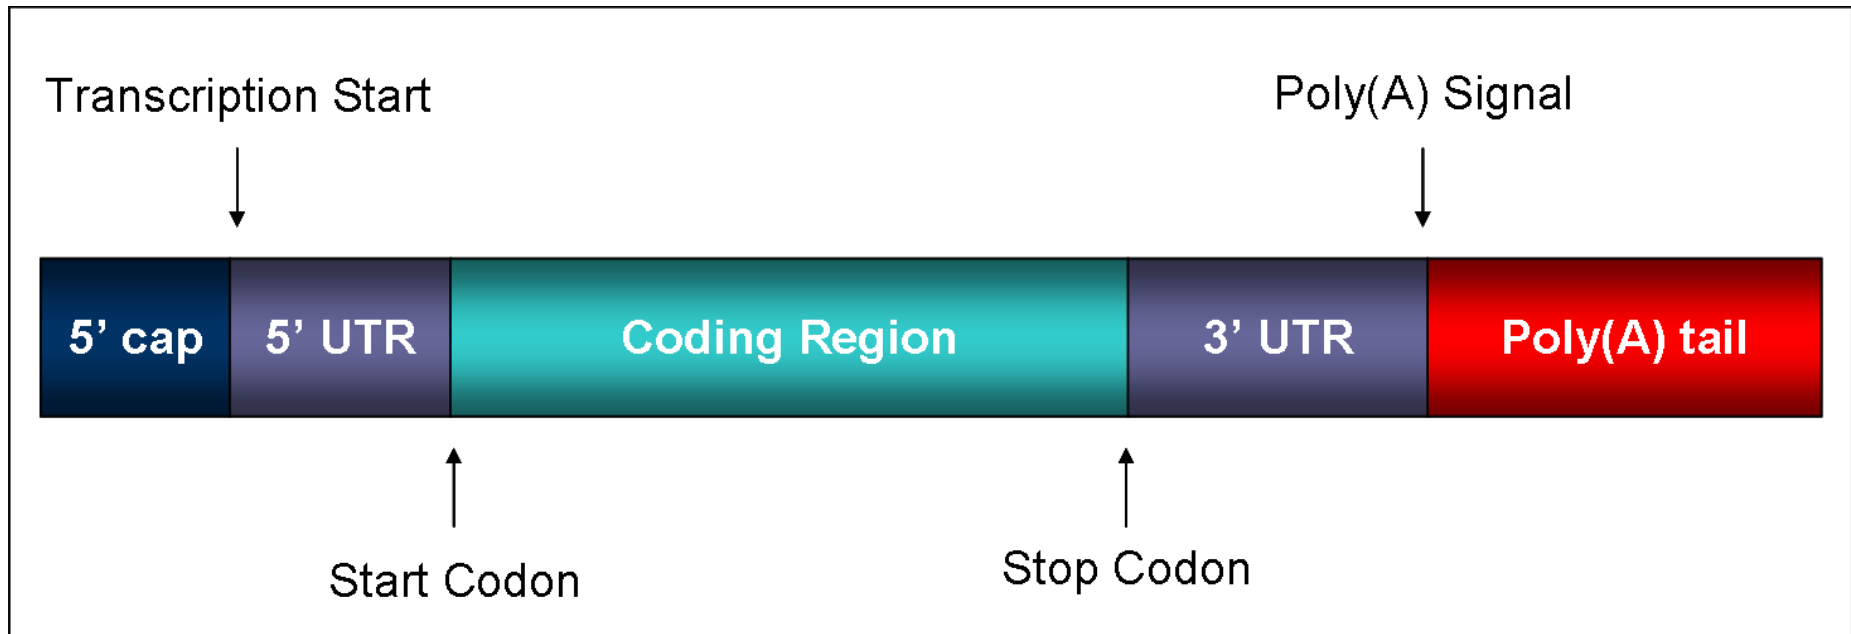 Transcription Start
Poly(A) Signal
5’ cap
5’ UTR
Coding Region
3’ UTR
Poly(A) tail
Start Codon
Stop Codon